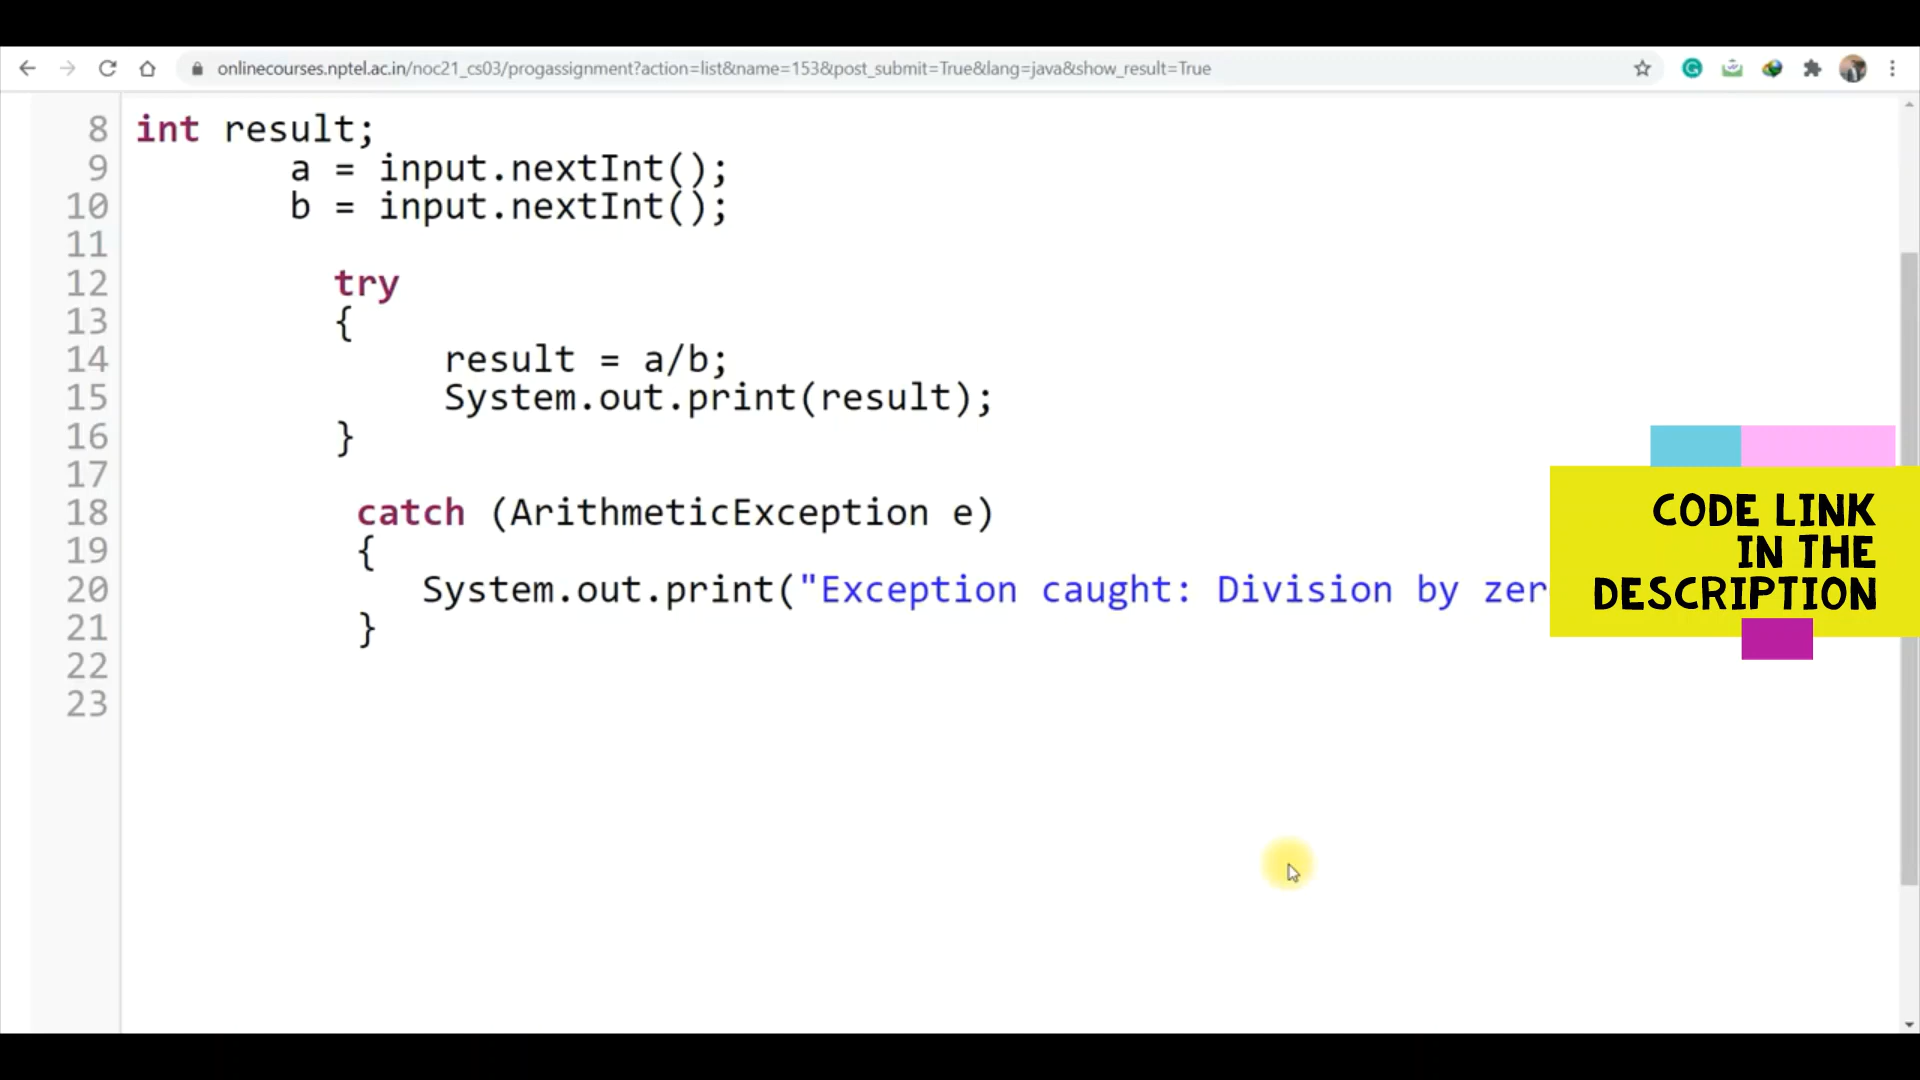 onlinecourses.nptel.ac.in/noc21_cs03/progassignment?action=list&name=153&post_submit=True&lang=java&show_result=True
8 int result;
9 a = input.nextInt();
10 b = input.nextInt();
11
12 try
13 {
14 result = a/b;
15 System.out.print(result);
16 }
17
18 catch (ArithmeticException e)
19 {
20 System.out.print("Exception caught: Division by zer
21 }
22
23
CODE LINK
IN THE
DESCRIPTION